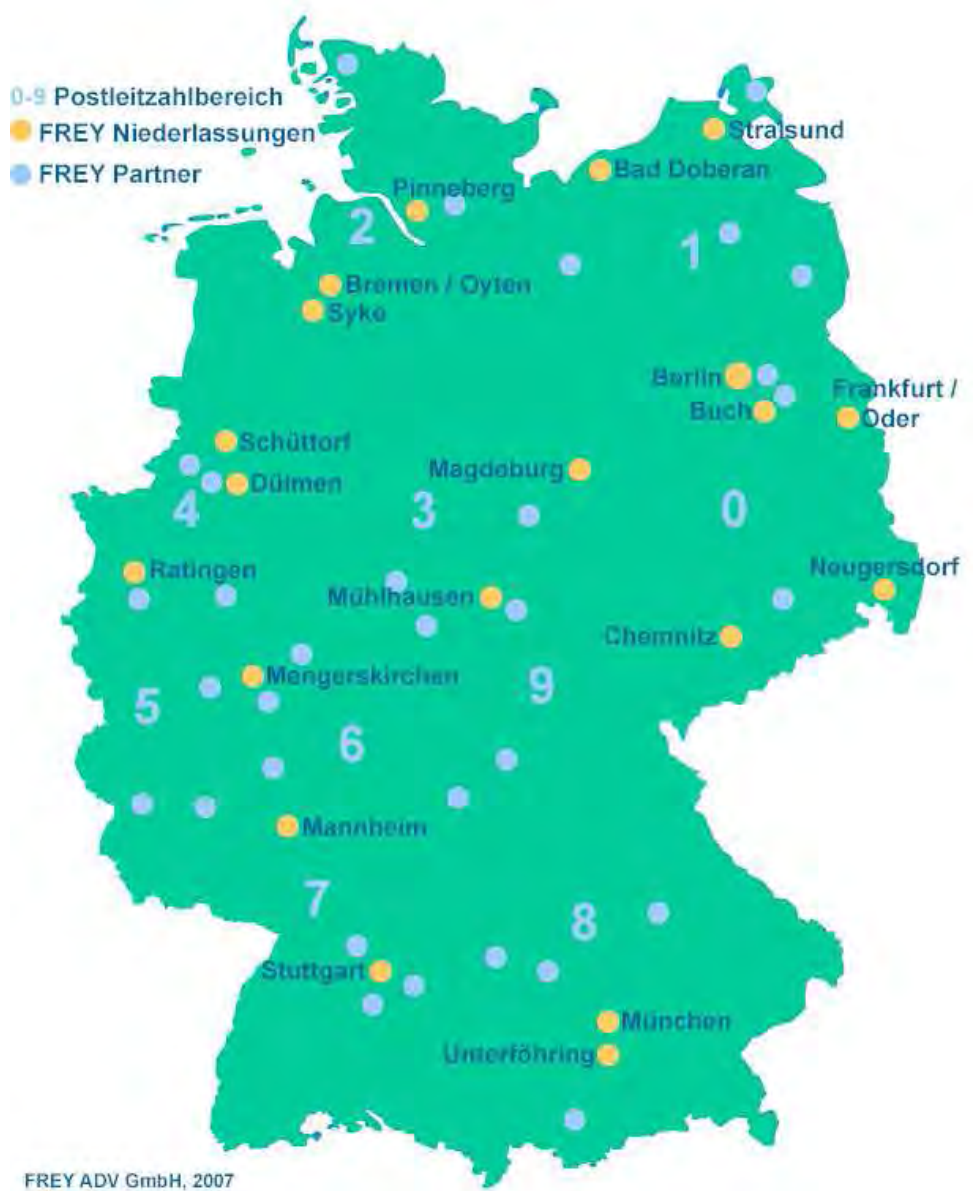 0-9 Postleitzahlbereich
FREY Niederlassungen
FREY Partner
Stralsund
Bad Doberan
Pinneberg
2
1
Bremen / Oyten
Syke
Berlin
Frankfurt /
Buch
Oder
Schüttorf
Magdeburg
Dülmen
4
3
0
Ratingen
Neugersdorf
Mühlhausen
Chemnitz
Mengerskirchen
9
5
6
Mannheim
7
8
Stuttgart
München
Unterföhring
FREY ADV GmbH, 2007